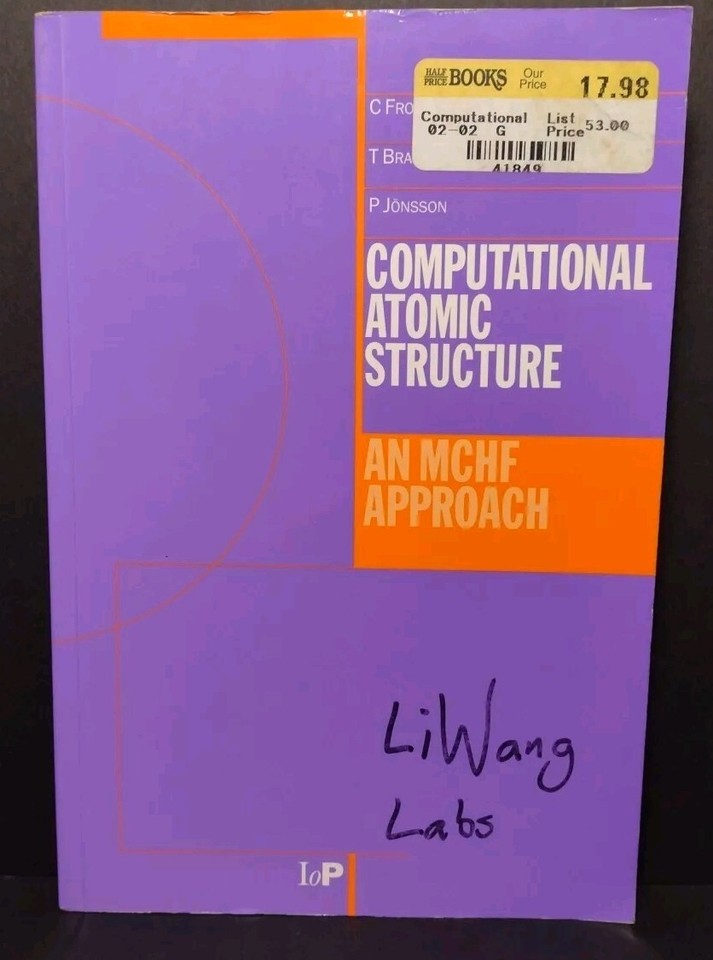 HALF PRICE BOOKS Our Price 17.98
Computational List Price 53.00
02-02 G
41849
C FRO
T BRA
P JÖNSSON
COMPUTATIONAL
ATOMIC
STRUCTURE
AN MCHF
APPROACH
LiWang
Labs
IoP